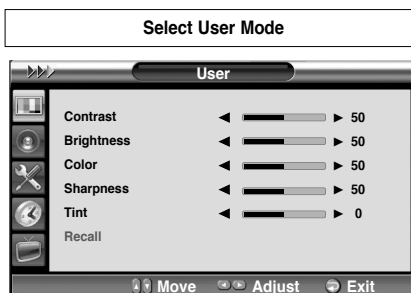 Select User Mode
User
Contrast 50
Brightness 50
Color 50
Sharpness 50
Tint 0
Recall
Move Adjust Exit